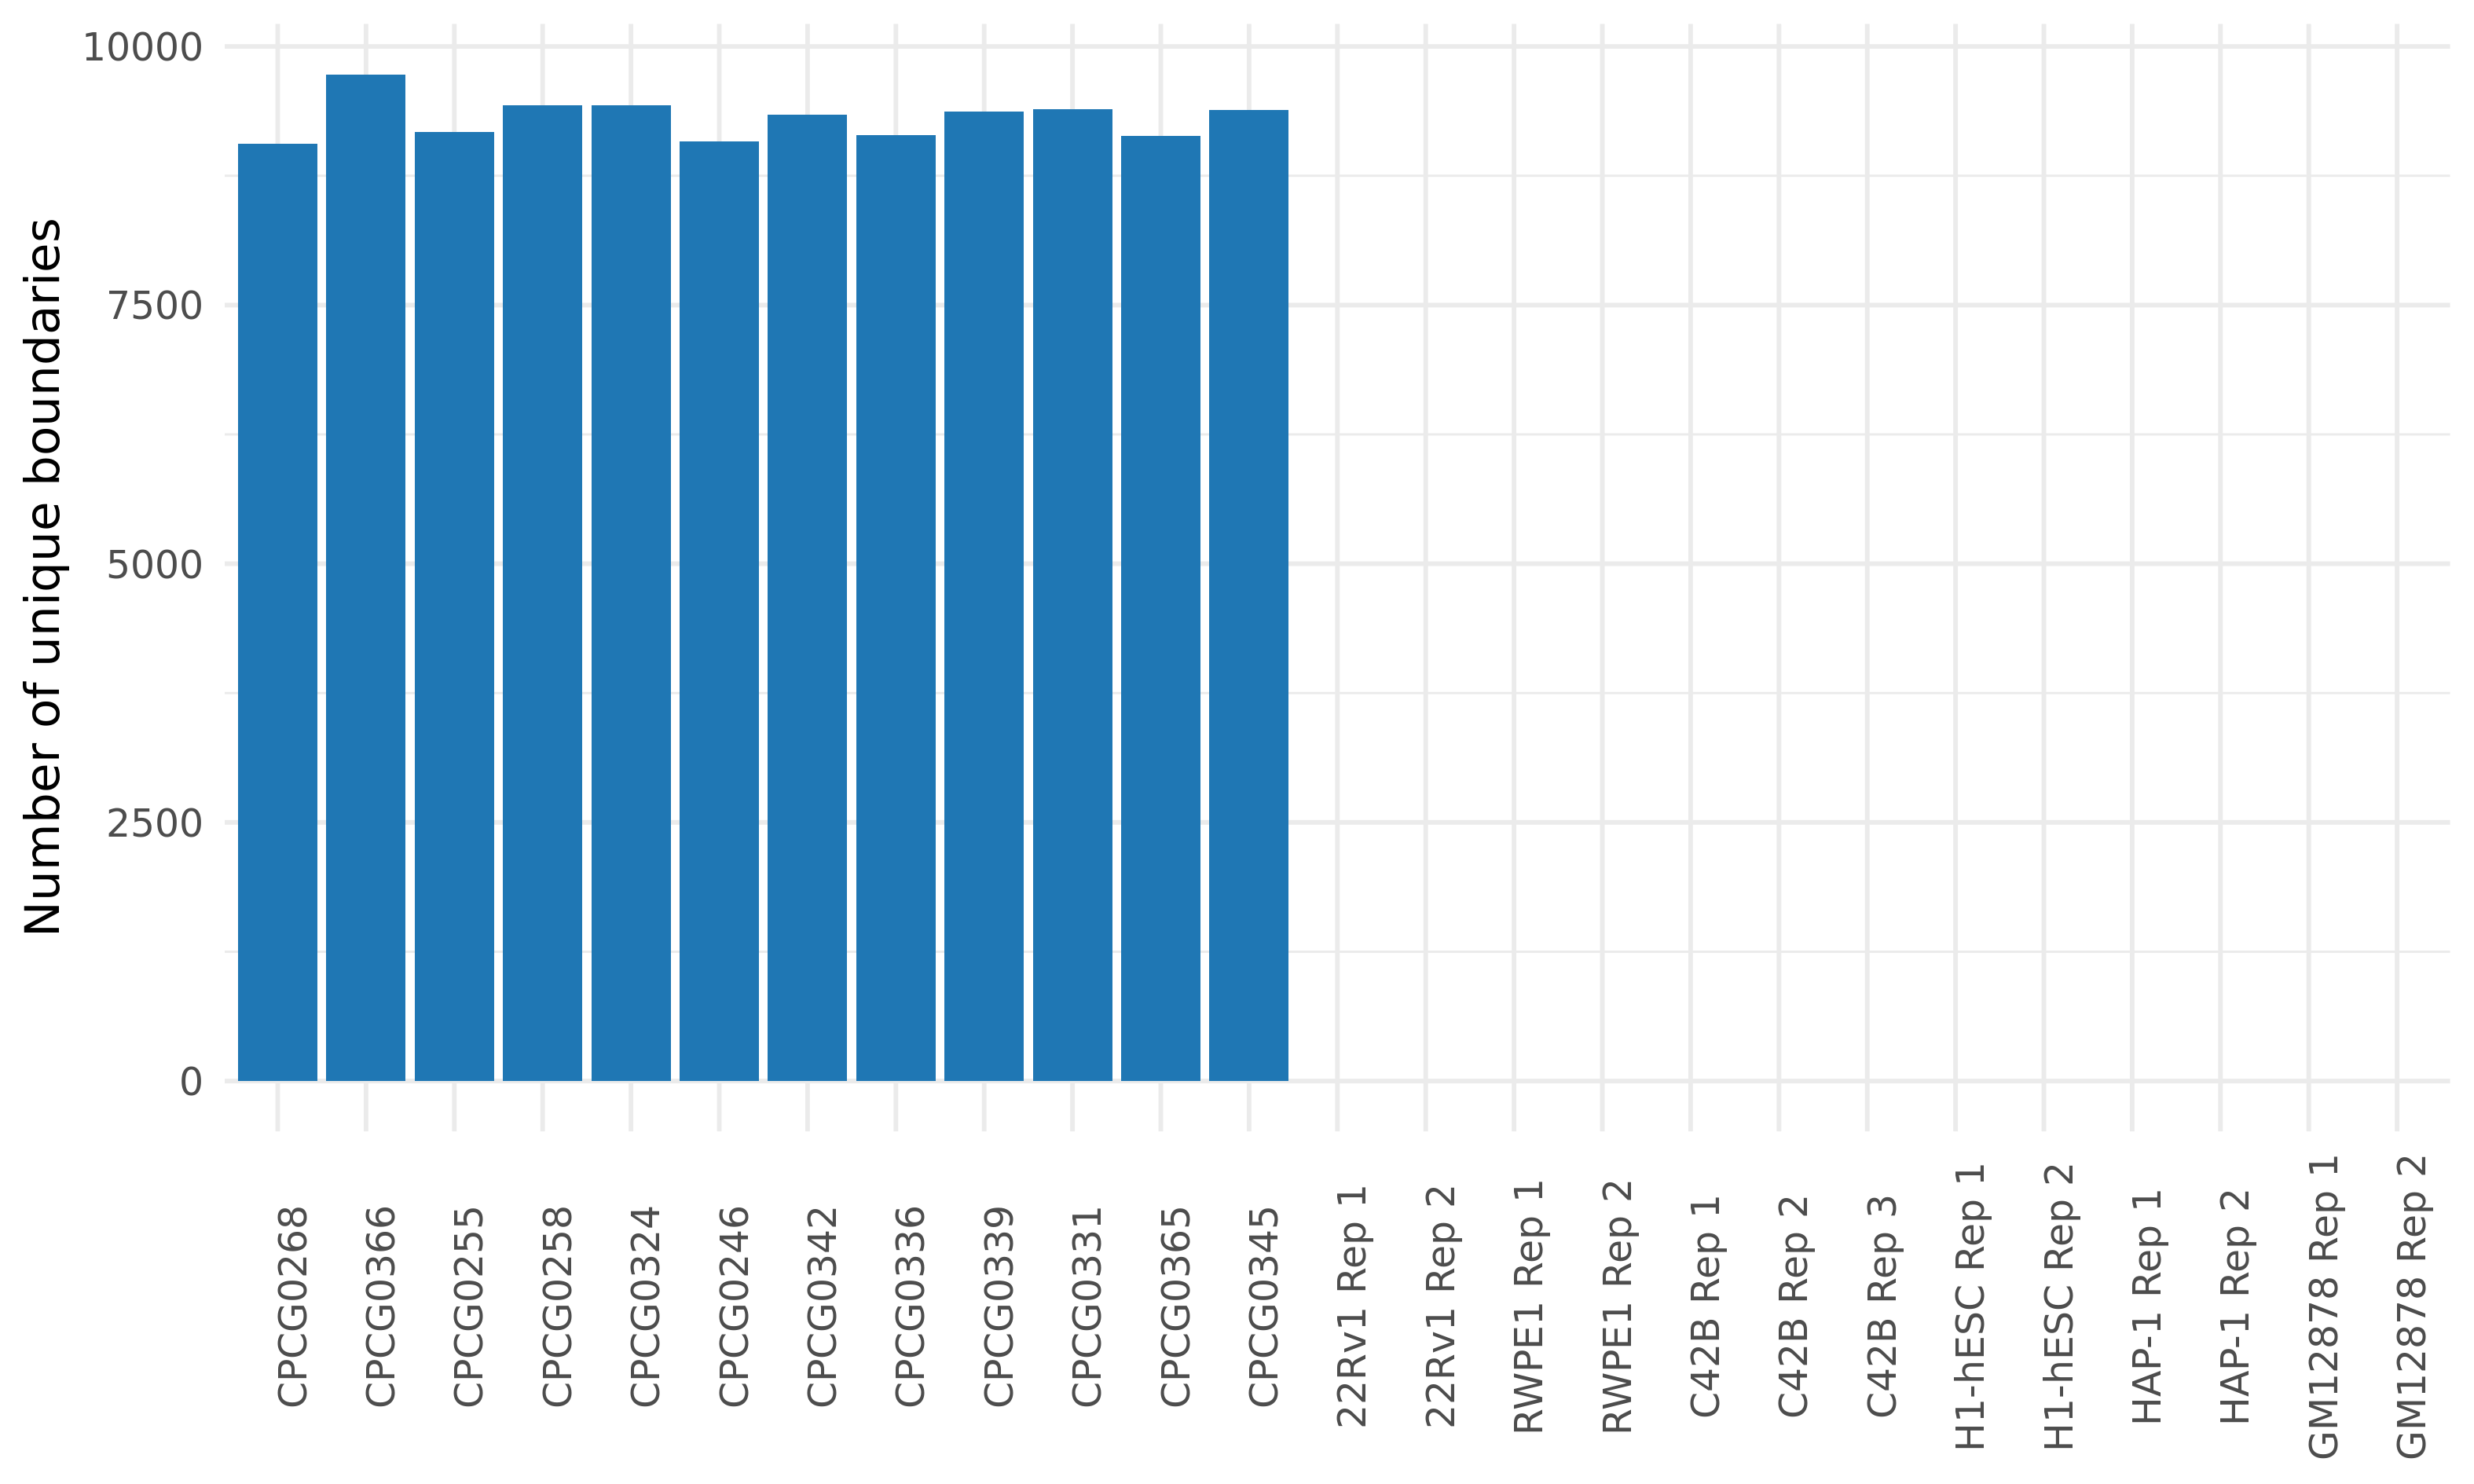 Number of unique boundaries
10000
7500
5000
2500
0
CPCG0268
CPCG0366
CPCG0255
CPCG0258
CPCG0324
CPCG0246
CPCG0342
CPCG0336
CPCG0339
CPCG0331
CPCG0365
CPCG0345
22Rv1 Rep 1
22Rv1 Rep 2
RWPE1 Rep 1
RWPE1 Rep 2
C42B Rep 1
C42B Rep 2
C42B Rep 3
H1-hESC Rep 1
H1-hESC Rep 2
HAP-1 Rep 1
HAP-1 Rep 2
GM12878 Rep 1
GM12878 Rep 2